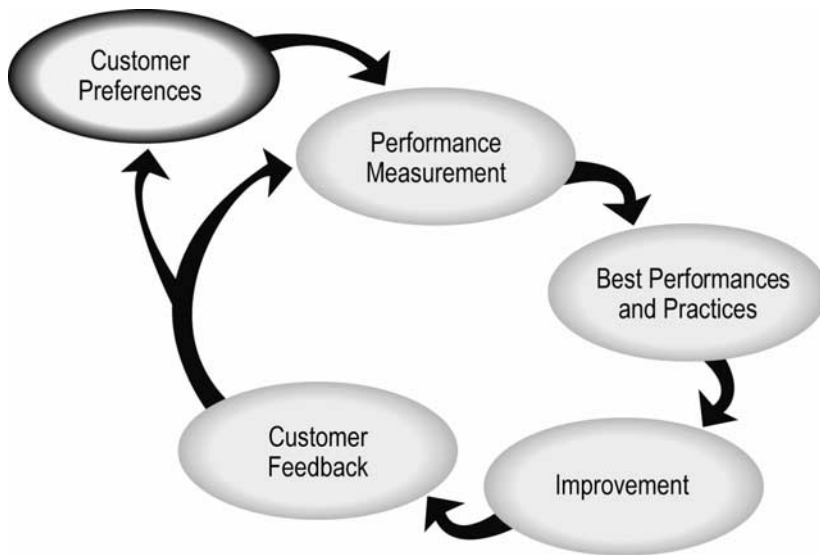 Customer
Preferences
Performance
Measurement
Best Performances
and Practices
Improvement
Customer
Feedback